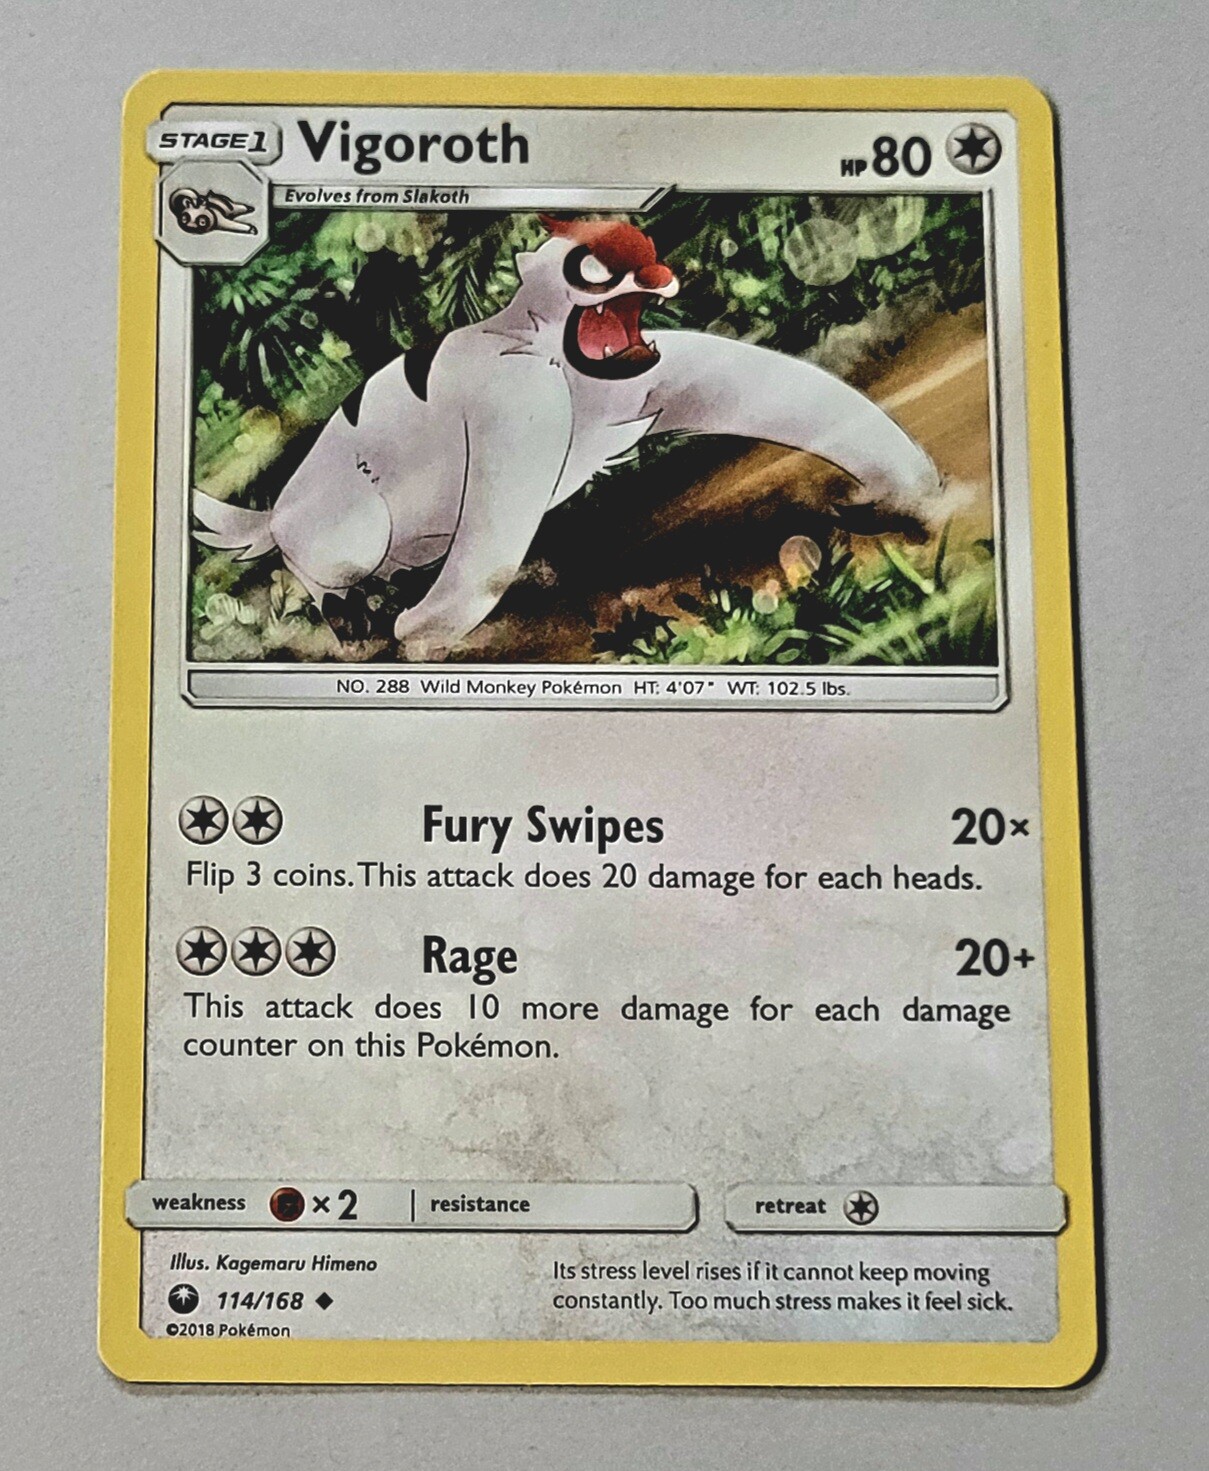 STAGE1 Vigoroth HP80
Evolves from Slakoth
NO. 288 Wild Monkey Pokémon HT: 4'07" WT: 102.5 lbs.
Fury Swipes 20×
Flip 3 coins. This attack does 20 damage for each heads.
Rage 20+
This attack does 10 more damage for each damage
counter on this Pokémon.
weakness ×2 resistance retreat
Illus. Kagemaru Himeno
114/168 ◆
©2018 Pokémon
Its stress level rises if it cannot keep moving
constantly. Too much stress makes it feel sick.